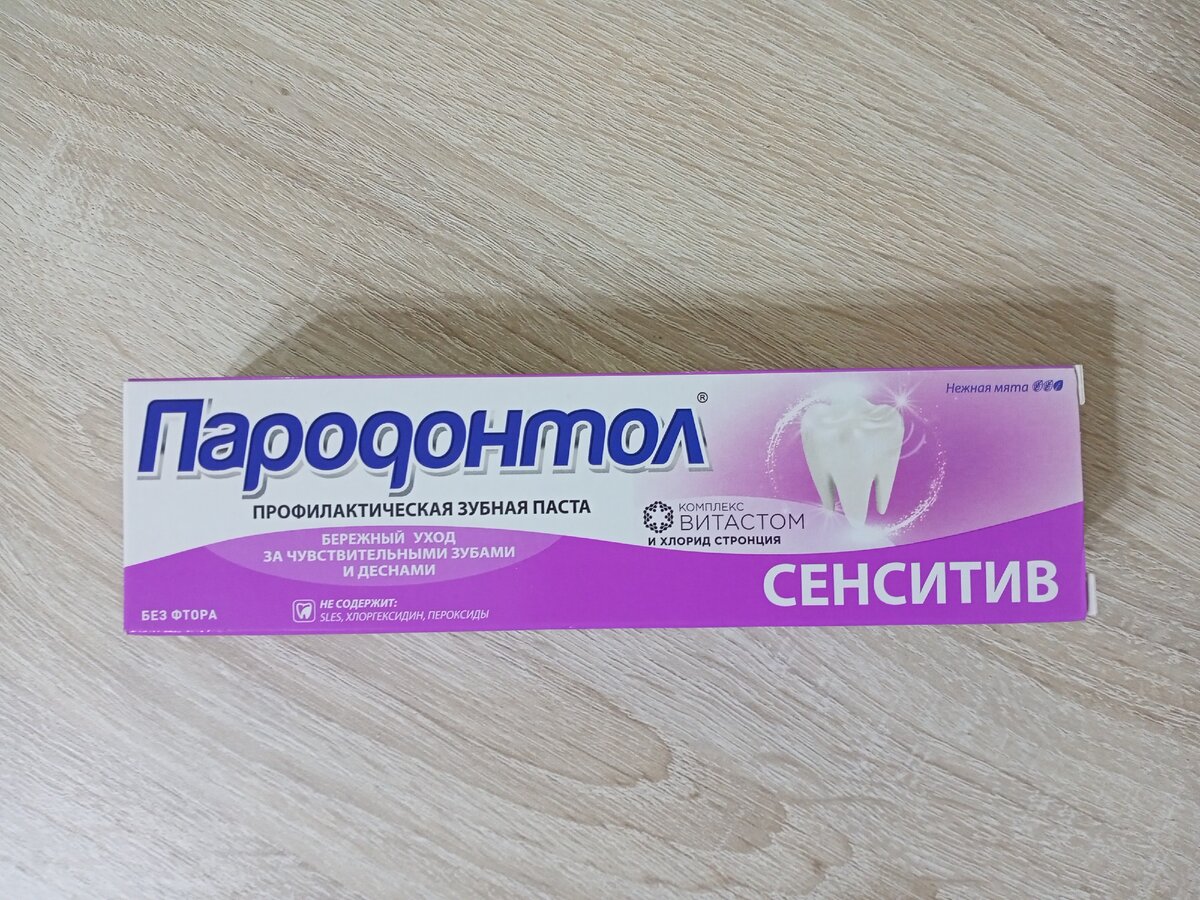 Пародонтол®
ПРОФИЛАКТИЧЕСКАЯ ЗУБНАЯ ПАСТА
БЕРЕЖНЫЙ УХОД
ЗА ЧУВСТВИТЕЛЬНЫМИ ЗУБАМИ
И ДЕСНАМИ
БЕЗ ФТОРА
НЕ СОДЕРЖИТ:
SLES, ХЛОРГЕКСИДИН, ПЕРОКСИДЫ
Нежная мята
КОМПЛЕКС
ВИТАСТОМ
И ХЛОРИД СТРОНЦИЯ
СЕНСИТИВ